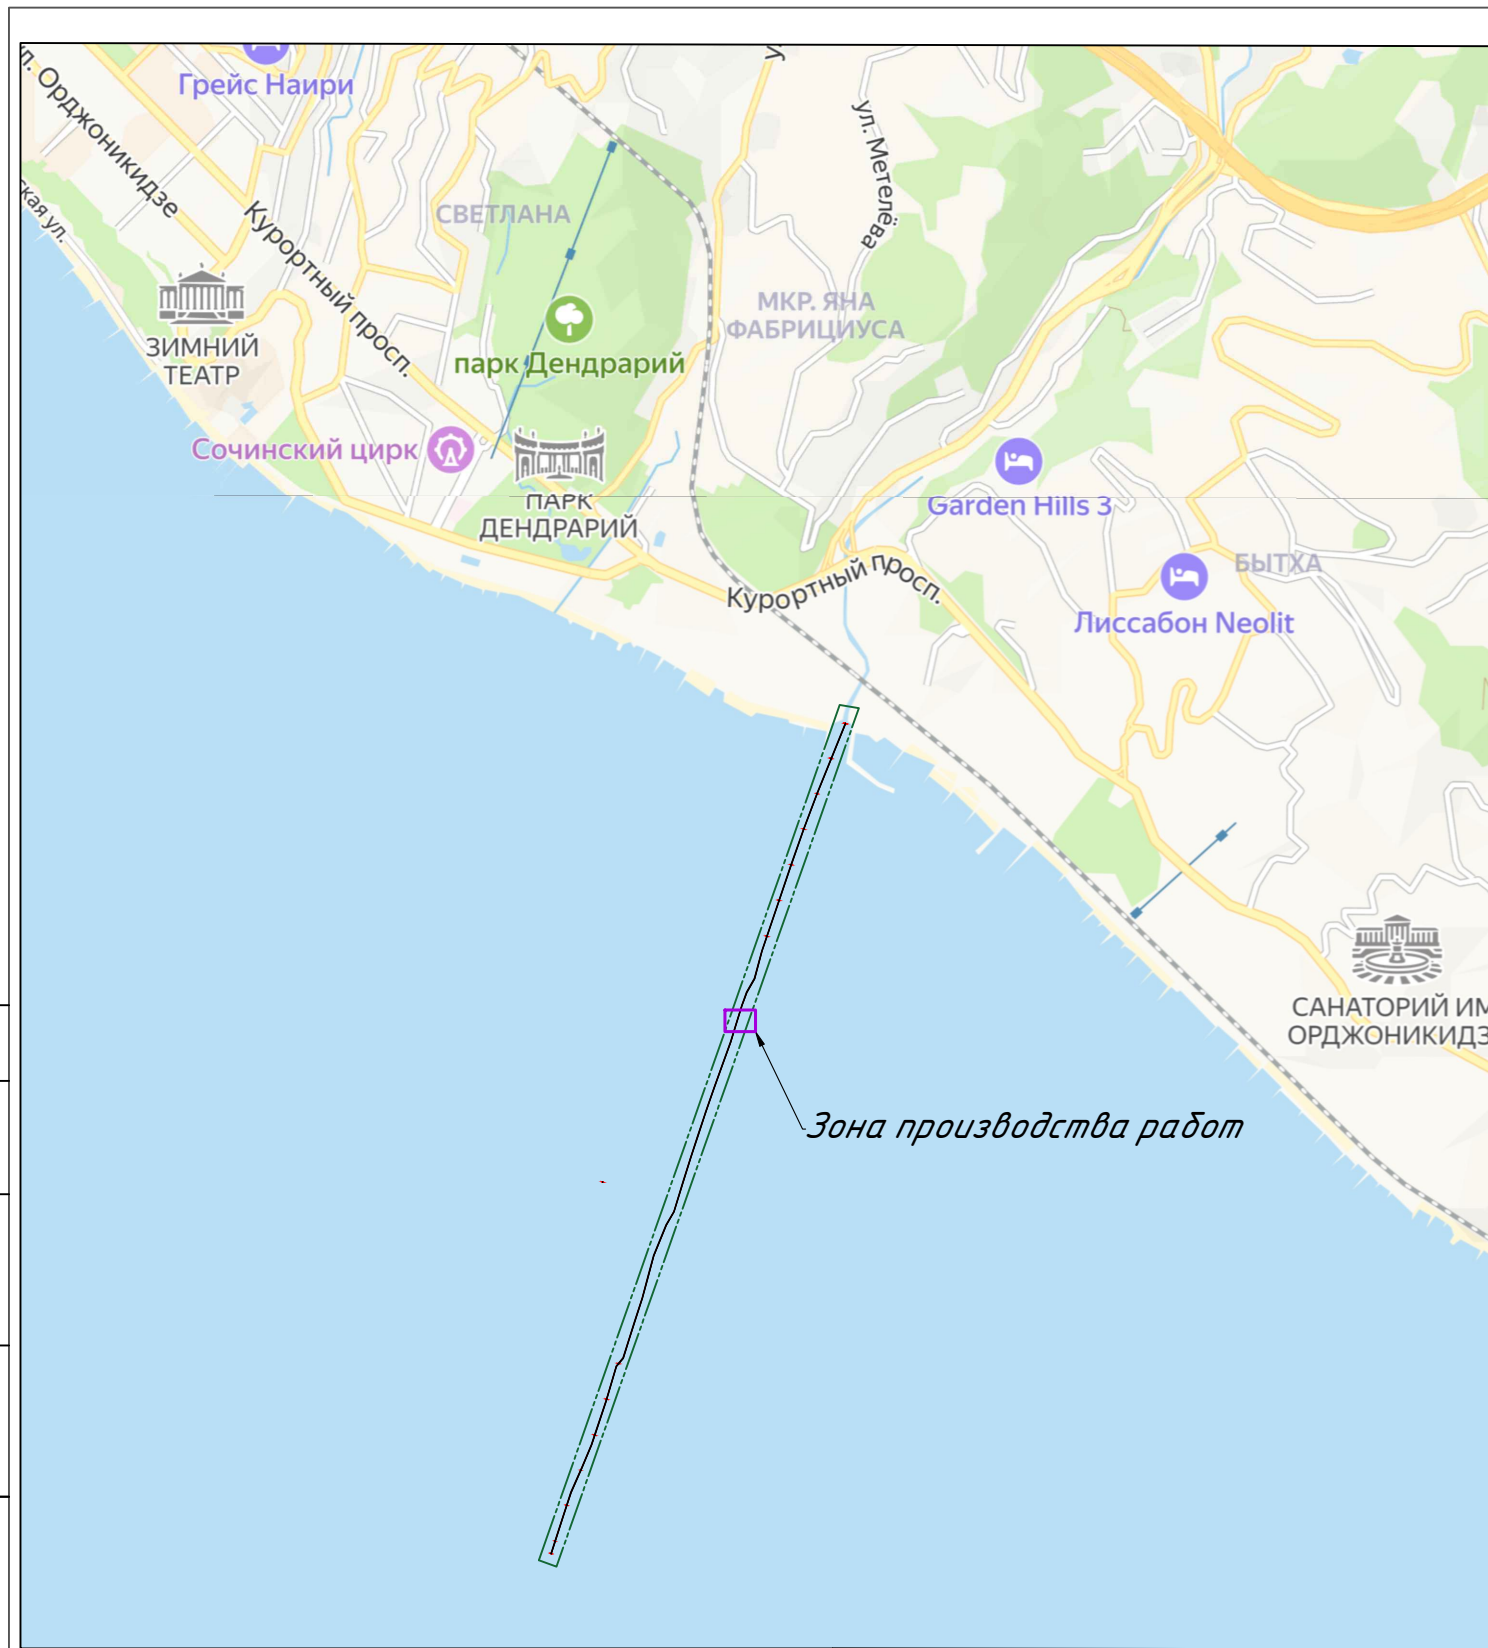 Грейс Наири
ул. Орджоникидзе
ул. Метелёва
СВЕТЛАНА
Курортный просп.
ЗИМНИЙ
ТЕАТР
МКР. ЯНА
ФАБРИЦИУСА
парк Дендрарий
Сочинский цирк
ПАРК
ДЕНДРАРИЙ
Garden Hills 3
БЫТХА
Курортный просп.
Лиссабон Neolit
САНАТОРИЙ ИМ
ОРДЖОНИКИДЗ
Зона производства работ